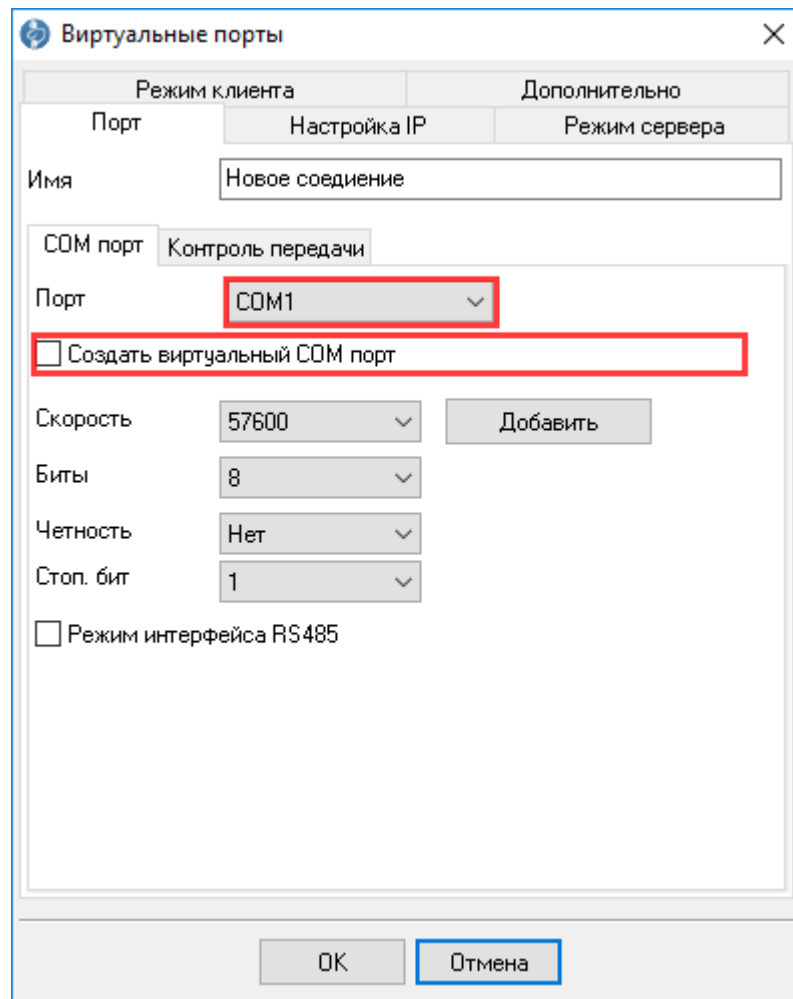 Виртуальные порты
Режим клиента Дополнительно
Порт Настройка IP Режим сервера
Имя Новое соедиение
COM порт Контроль передачи
Порт COM1
Создать виртуальный COM порт
Скорость 57600 Добавить
Биты 8
Четность Нет
Стоп. бит 1
Режим интерфейса RS485
OK Отмена